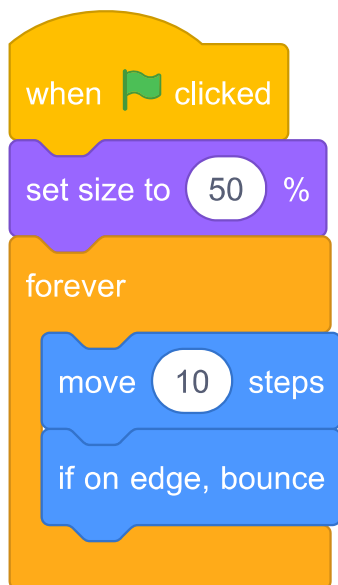 when clicked
set size to 50 %
forever
move 10 steps
if on edge, bounce